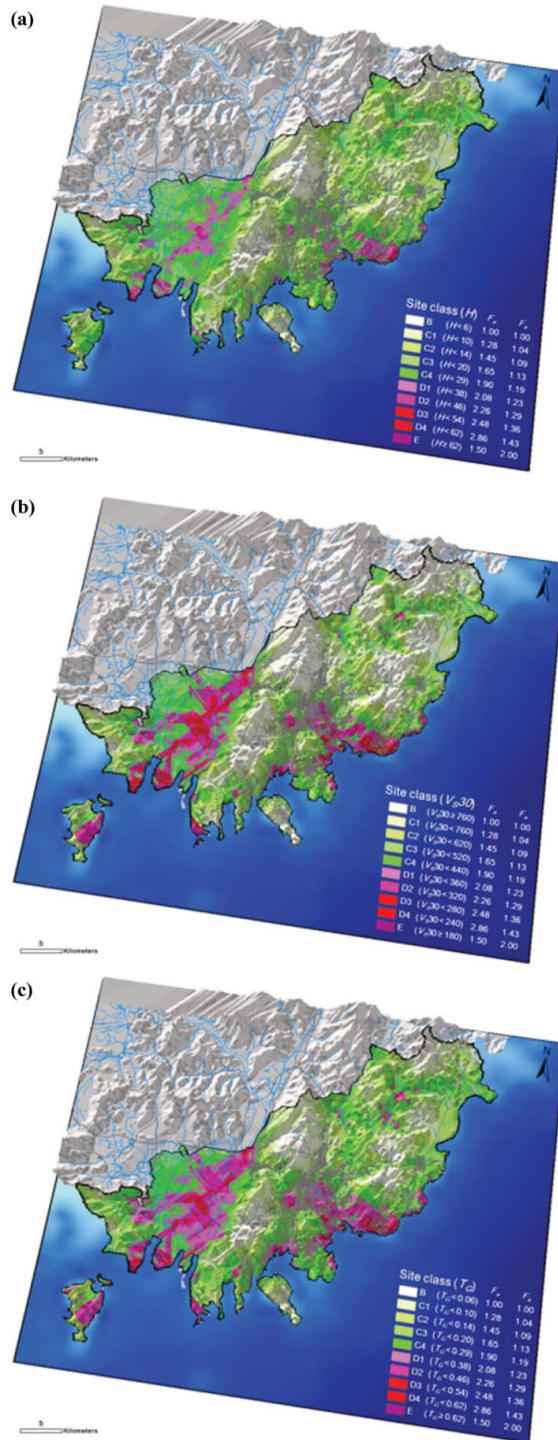 (a)
N
Site class (H) Fa Fv
B (H<6) 1.00 1.00
C1 (H<10) 1.28 1.04
C2 (H<14) 1.45 1.09
C3 (H<20) 1.65 1.13
C4 (H<29) 1.90 1.19
D1 (H<38) 2.08 1.23
D2 (H<46) 2.26 1.29
D3 (H<54) 2.48 1.36
D4 (H<62) 2.86 1.43
E (H≥62) 1.50 2.00
5
Kilometers
(b)
N
Site class (VS30) Fa Fv
B (VS30≥760) 1.00 1.00
C1 (VS30<760) 1.28 1.04
C2 (VS30<620) 1.45 1.09
C3 (VS30<520) 1.65 1.13
C4 (VS30<440) 1.90 1.19
D1 (VS30<360) 2.08 1.23
D2 (VS30<320) 2.26 1.29
D3 (VS30<280) 2.48 1.36
D4 (VS30<240) 2.86 1.43
E (VS30≥180) 1.50 2.00
5
Kilometers
(c)
N
Site class (TG) Fa Fv
B (TG<0.06) 1.00 1.00
C1 (TG<0.10) 1.28 1.04
C2 (TG<0.14) 1.45 1.09
C3 (TG<0.20) 1.65 1.13
C4 (TG<0.29) 1.90 1.19
D1 (TG<0.38) 2.08 1.23
D2 (TG<0.46) 2.26 1.29
D3 (TG<0.54) 2.48 1.36
D4 (TG<0.62) 2.86 1.43
E (TG≥0.62) 1.50 2.00
5
Kilometers